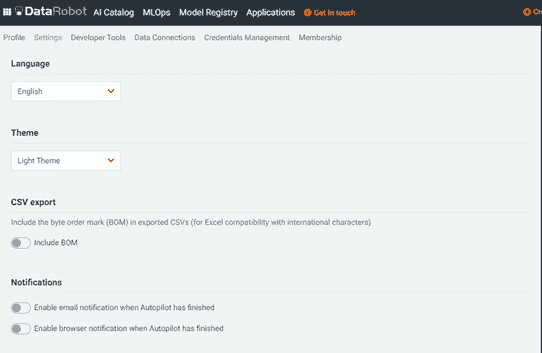 DataRobot AI Catalog MLOps Model Registry Applications Get in touch
Profile Settings Developer Tools Data Connections Credentials Management Membership
Language
English
Theme
Light Theme
CSV export
Include the byte order mark (BOM) in exported CSVs (for Excel compatibility with international characters)
Include BOM
Notifications
Enable email notification when Autopilot has finished
Enable browser notification when Autopilot has finished